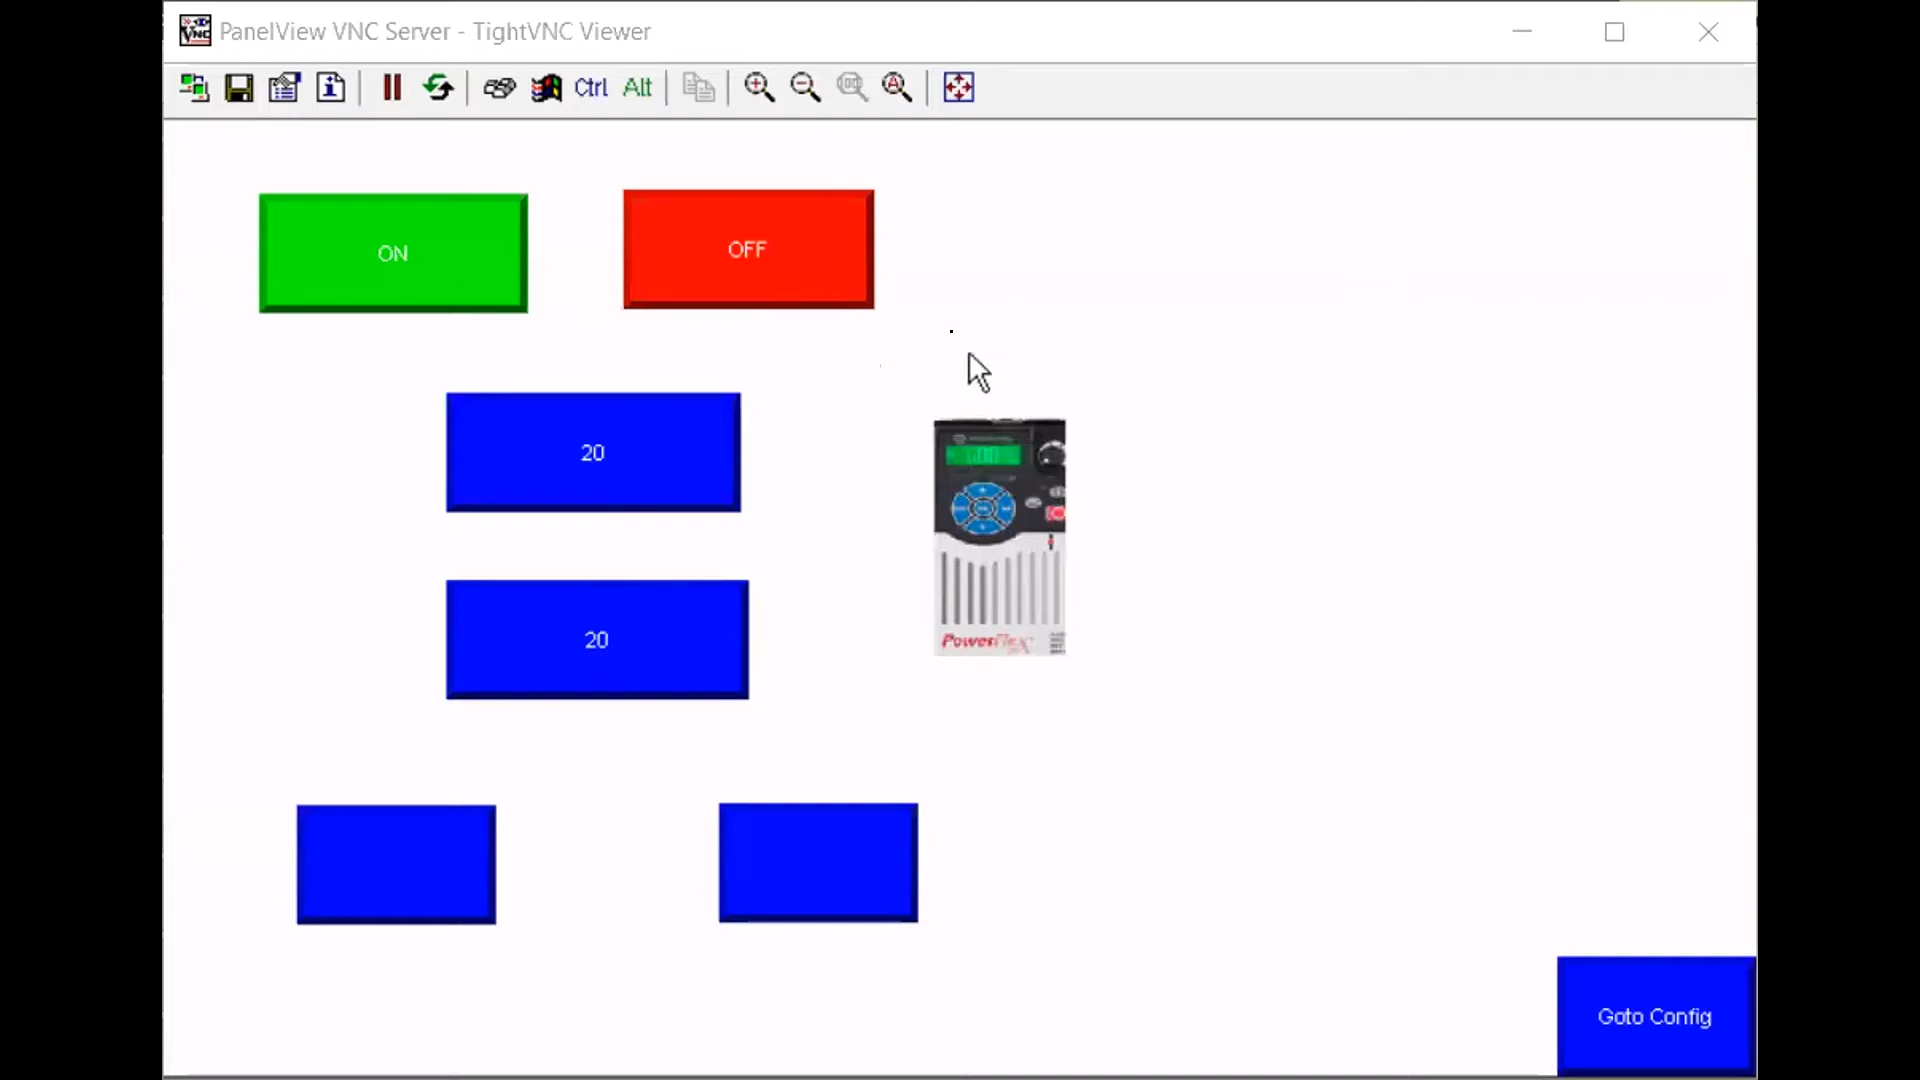 PanelView VNC Server - TightVNC Viewer
Ctrl Alt
ON
OFF
20
20
PowerFlex
Goto Config